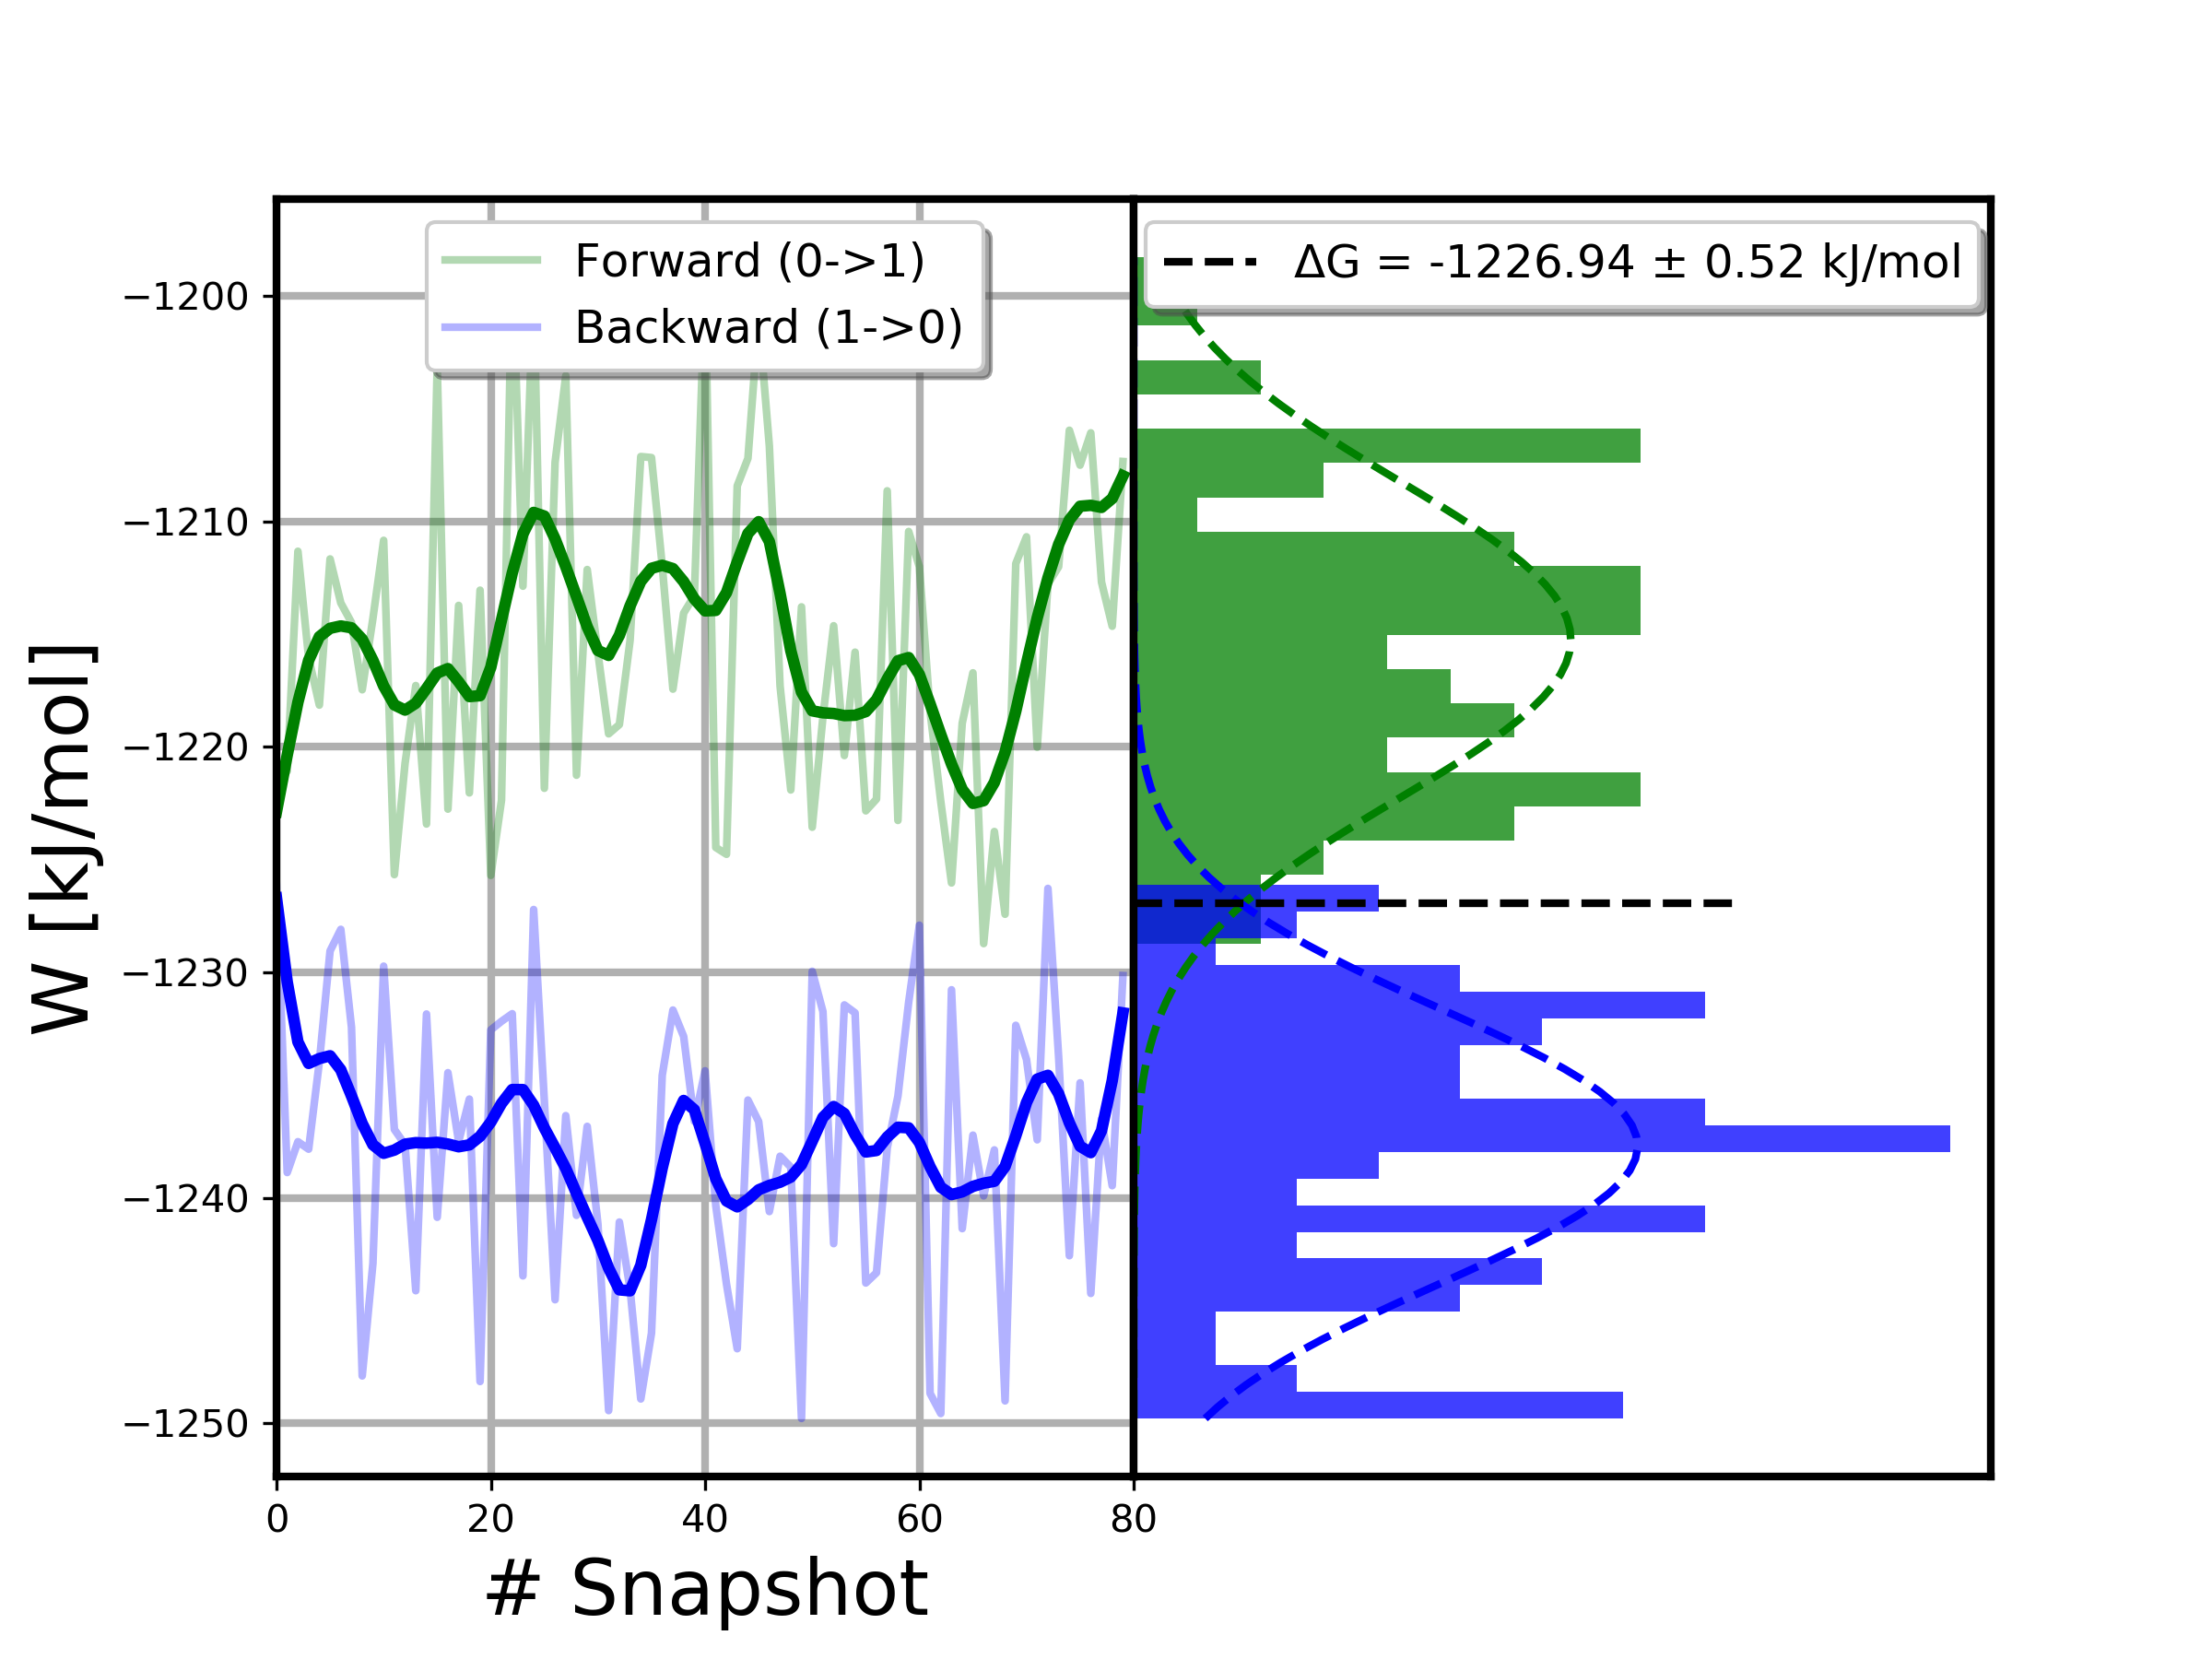 Forward (0->1)
Backward (1->0)
ΔG = -1226.94 ± 0.52 kJ/mol
−1200
−1210
−1220
−1230
−1240
−1250
W [kJ/mol]
0 20 40 60 80
# Snapshot